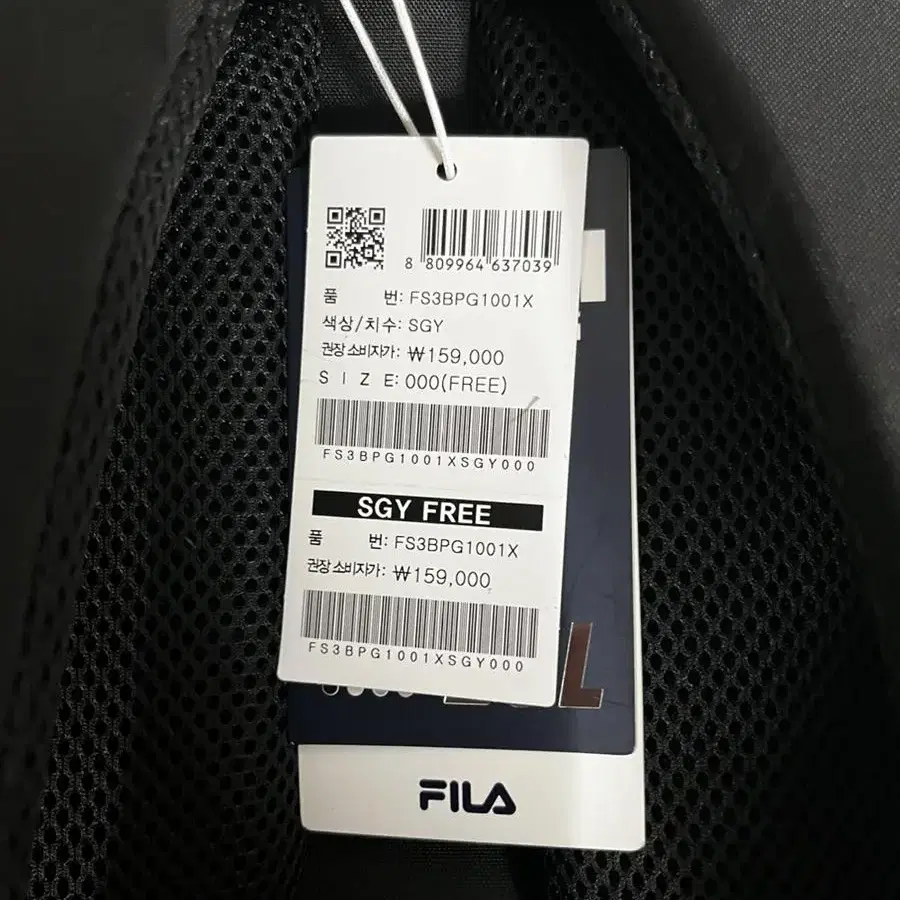 8 809964 637039
품 번: FS3BPG1001X
색상/치수: SGY
권장소비자가: ₩159,000
S I Z E: 000(FREE)
FS3BPG1001XSGY000
SGY FREE
품 번: FS3BPG1001X
권장소비자가: ₩159,000
FS3BPG1001XSGY000
FILA